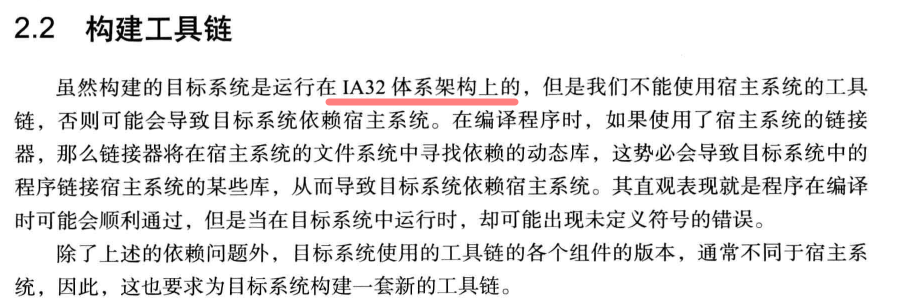 2.2 构建工具链
虽然构建的目标系统是运行在 IA32 体系架构上的，但是我们不能使用宿主系统的工具
链，否则可能会导致目标系统依赖宿主系统。在编译程序时，如果使用了宿主系统的链接
器，那么链接器将在宿主系统的文件系统中寻找依赖的动态库，这势必会导致目标系统中的
程序链接宿主系统的某些库，从而导致目标系统依赖宿主系统。其直观表现就是程序在编译
时可能会顺利通过，但是当在目标系统中运行时，却可能出现未定义符号的错误。
除了上述的依赖问题外，目标系统使用的工具链的各个组件的版本，通常不同于宿主系
统，因此，这也要求为目标系统构建一套新的工具链。